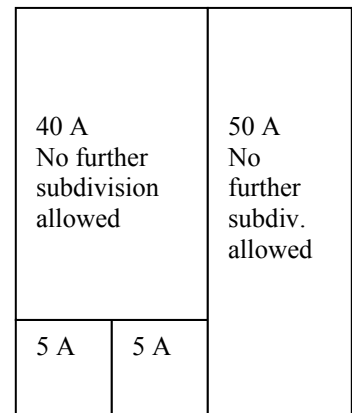 40 A
No further
subdivision
allowed
50 A
No
further
subdiv.
allowed
5 A
5 A